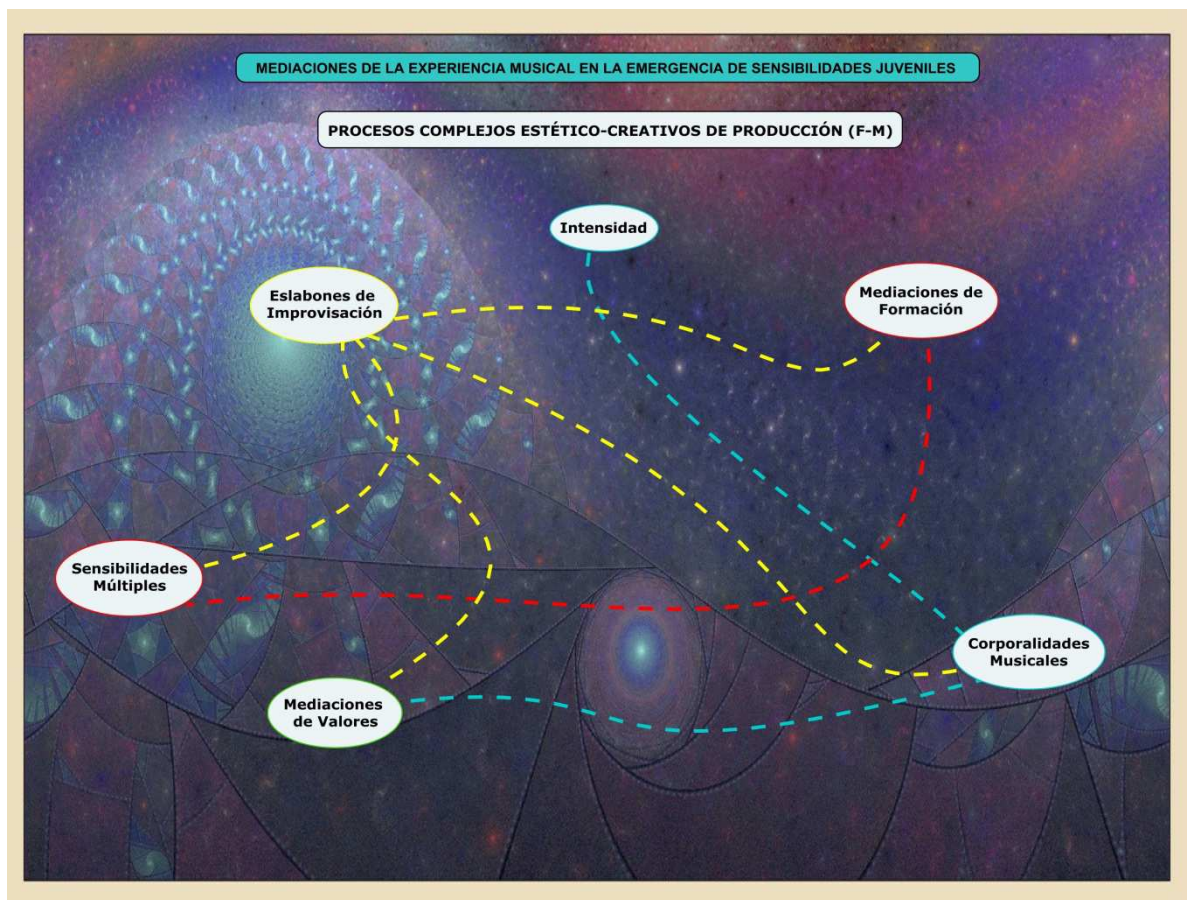 MEDIACIONES DE LA EXPERIENCIA MUSICAL EN LA EMERGENCIA DE SENSIBILIDADES JUVENILES
PROCESOS COMPLEJOS ESTÉTICO-CREATIVOS DE PRODUCCIÓN (F-M)
Intensidad
Eslabones de
Improvisación
Mediaciones de
Formación
Sensibilidades
Múltiples
Corporalidades
Musicales
Mediaciones
de Valores